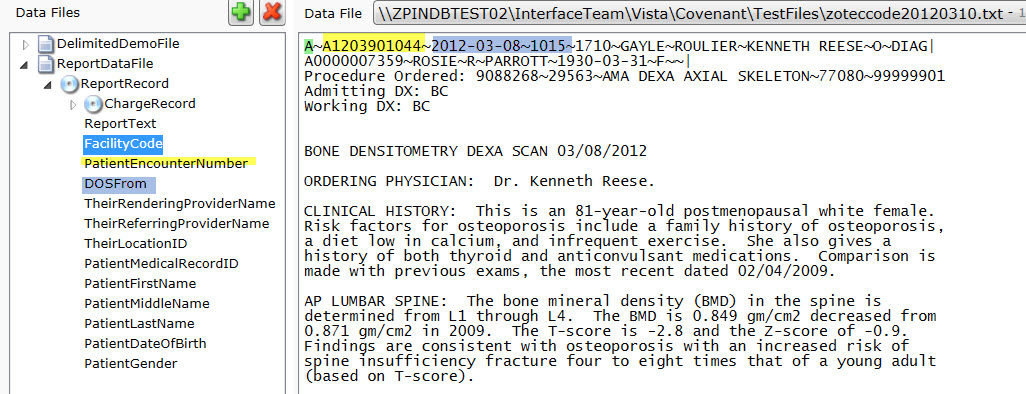 Data Files
DelimitedDemoFile
ReportDataFile
ReportRecord
ChargeRecord
ReportText
FacilityCode
PatientEncounterNumber
DOSFrom
TheirRenderingProviderName
TheirReferringProviderName
TheirLocationID
PatientMedicalRecordID
PatientFirstName
PatientMiddleName
PatientLastName
PatientDateOfBirth
PatientGender
Data File \\ZPINDBTEST02\InterfaceTeam\Vista\Covenant\TestFiles\zoteccode20120310.txt - 1
A~A1203901044~2012-03-08~1015~1710~GAYLE~ROULIER~KENNETH REESE~O~DIAG|
A0000007359~ROSIE~R~PARROTT~1930-03-31~F~~|
Procedure Ordered: 9088268~29563~AMA DEXA AXIAL SKELETON~77080~99999901
Admitting DX: BC
Working DX: BC
BONE DENSITOMETRY DEXA SCAN 03/08/2012
ORDERING PHYSICIAN: Dr. Kenneth Reese.
CLINICAL HISTORY: This is an 81-year-old postmenopausal white female.
Risk factors for osteoporosis include a family history of osteoporosis,
a diet low in calcium, and infrequent exercise. She also gives a
history of both thyroid and anticonvulsant medications. Comparison is
made with previous exams, the most recent dated 02/04/2009.
AP LUMBAR SPINE: The bone mineral density (BMD) in the spine is
determined from L1 through L4. The BMD is 0.849 gm/cm2 decreased from
0.871 gm/cm2 in 2009. The T-score is -2.8 and the Z-score of -0.9.
Findings are consistent with osteoporosis with an increased risk of
spine insufficiency fracture four to eight times that of a young adult
(based on T-score).